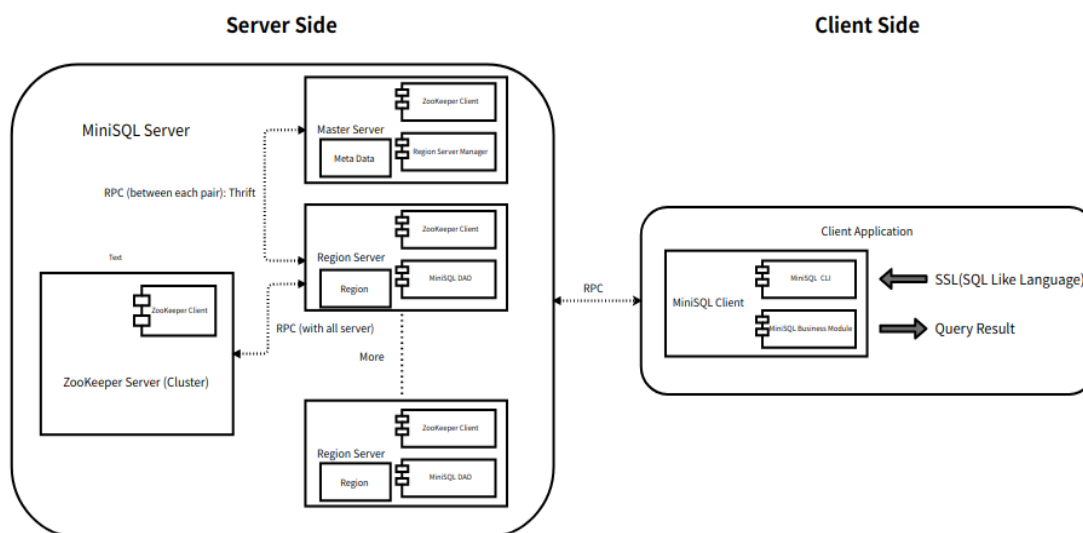 Server Side
Client Side
MiniSQL Server
ZooKeeper Client
Master Server
Meta Data
Region Server Manager
RPC (between each pair): Thrift
ZooKeeper Client
Region Server
Region
MiniSQL DAO
Text
ZooKeeper Client
ZooKeeper Server (Cluster)
RPC (with all server)
More
ZooKeeper Client
Region Server
Region
MiniSQL DAO
RPC
Client Application
MiniSQL Client
MiniSQL CLI
MiniSQL Business Module
SSL(SQL Like Language)
Query Result